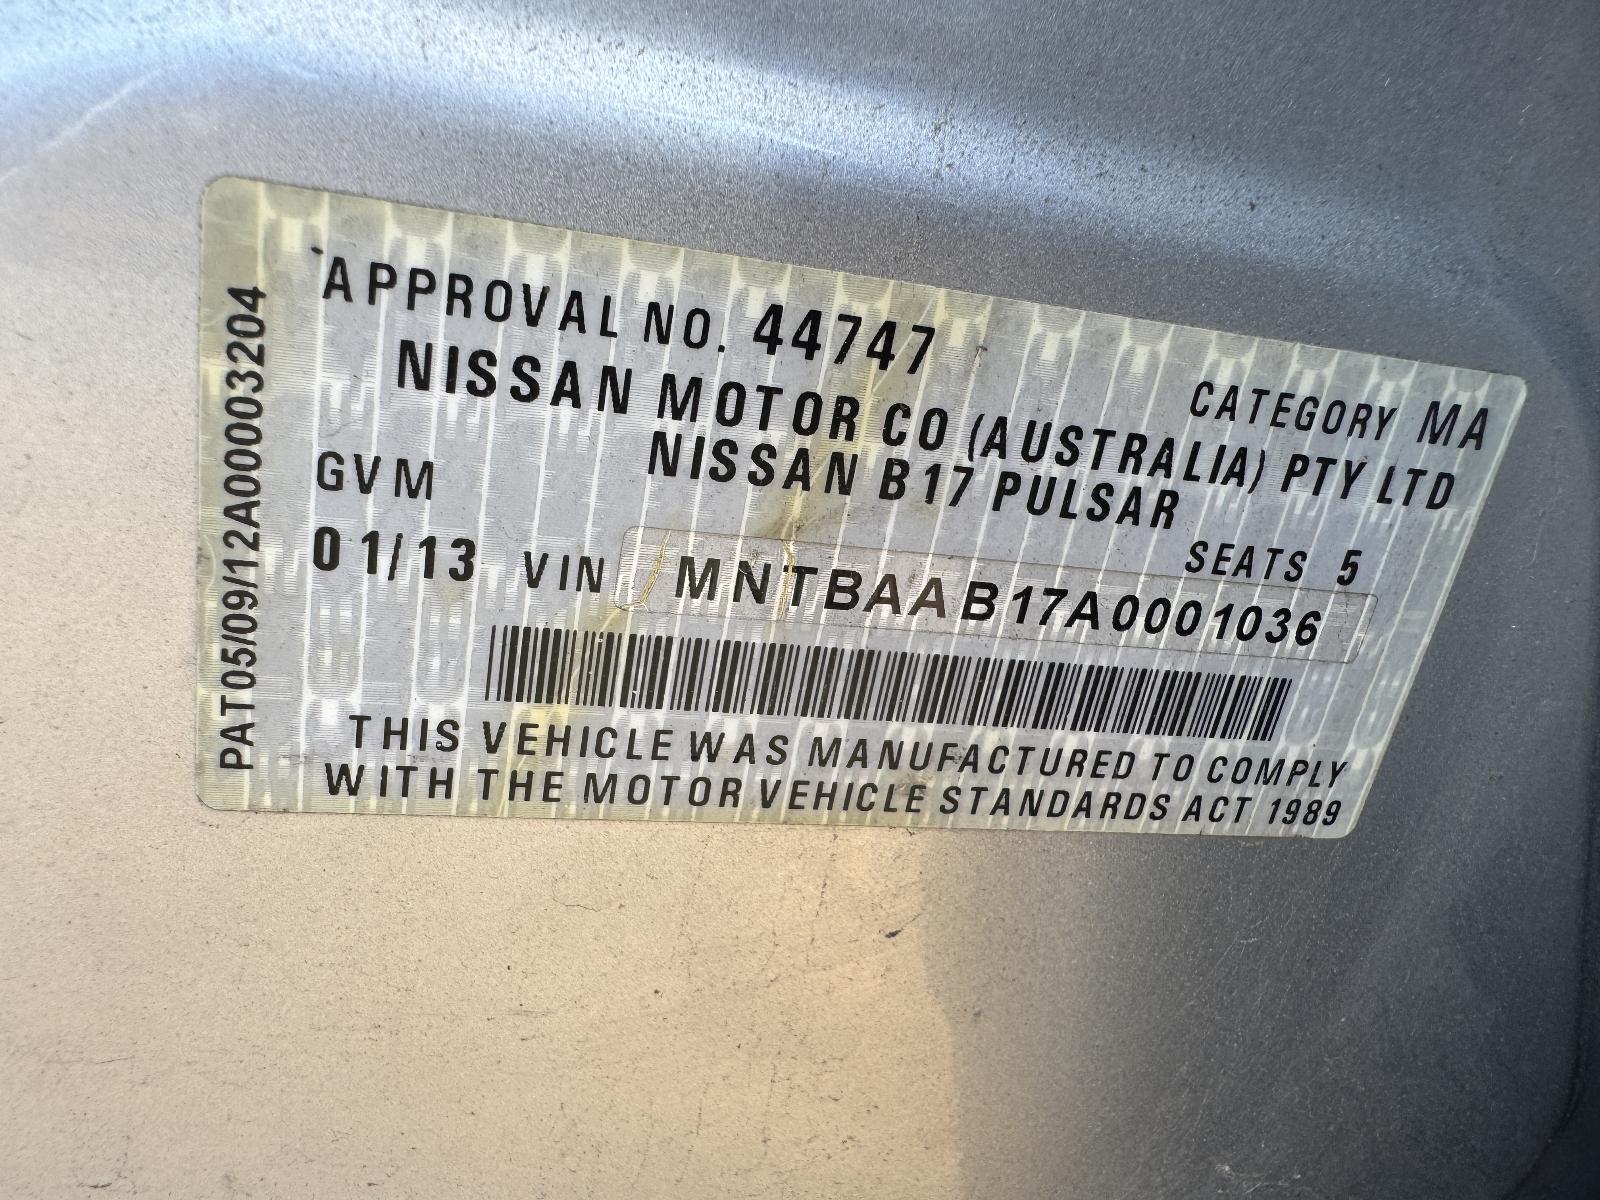 APPROVAL NO. 44747
CATEGORY MA
NISSAN MOTOR CO (AUSTRALIA) PTY LTD
NISSAN B17 PULSAR
GVM
SEATS 5
01/13 VIN MNTBAAB17A0001036
THIS VEHICLE WAS MANUFACTURED TO COMPLY
WITH THE MOTOR VEHICLE STANDARDS ACT 1989
PAT05/09/12A00003204